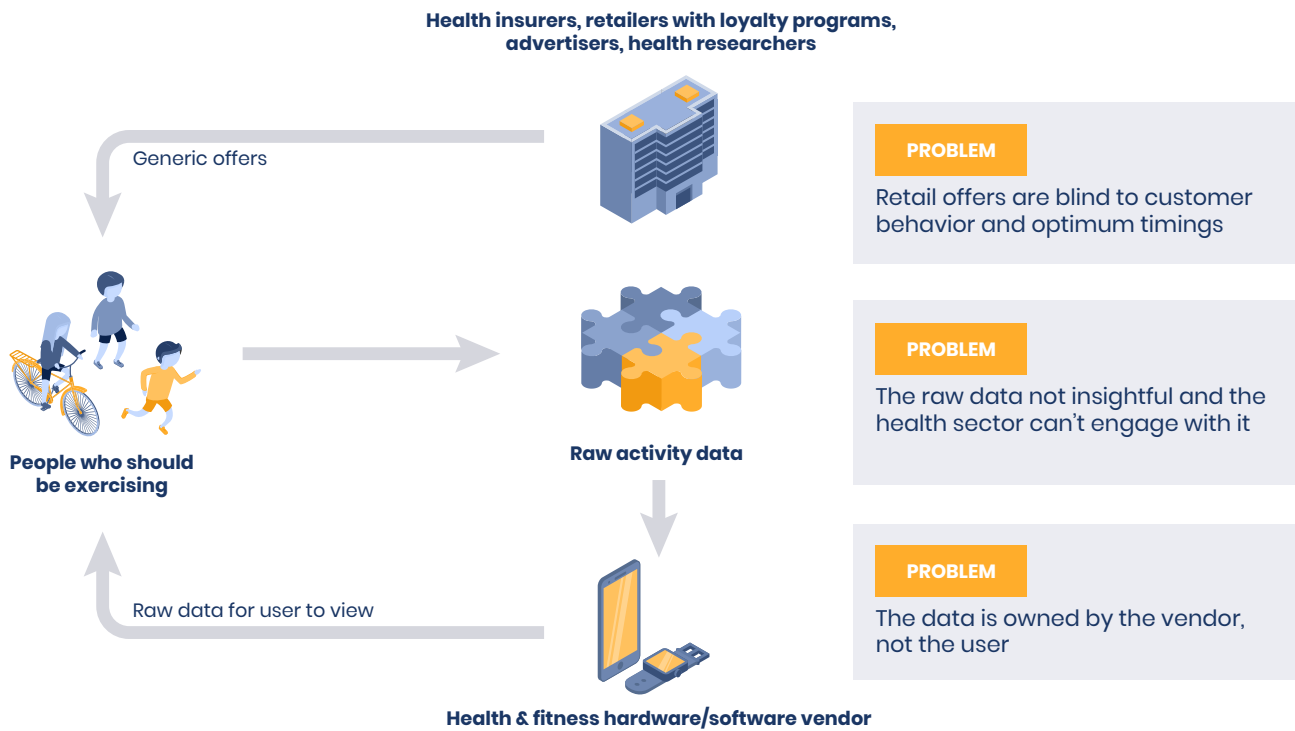 Health insurers, retailers with loyalty programs,
advertisers, health researchers
Generic offers
PROBLEM
Retail offers are blind to customer
behavior and optimum timings
People who should
be exercising
Raw activity data
PROBLEM
The raw data not insightful and the
health sector can’t engage with it
Raw data for user to view
Health & fitness hardware/software vendor
PROBLEM
The data is owned by the vendor,
not the user